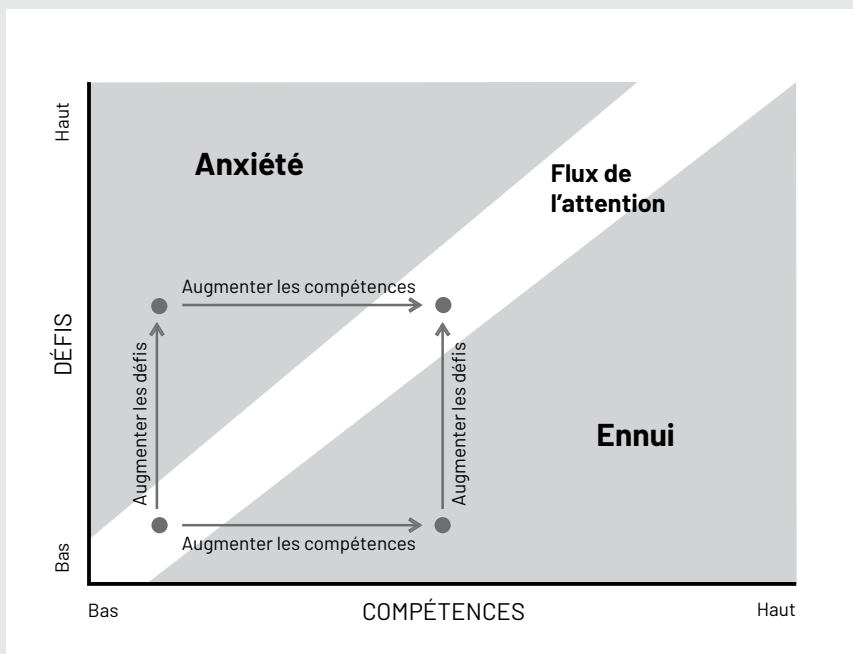 Haut
Anxiété
Flux de
l’attention
Augmenter les compétences
DÉFIS
Augmenter les défis
Augmenter les défis
Ennui
Augmenter les compétences
Bas
Bas
COMPÉTENCES
Haut